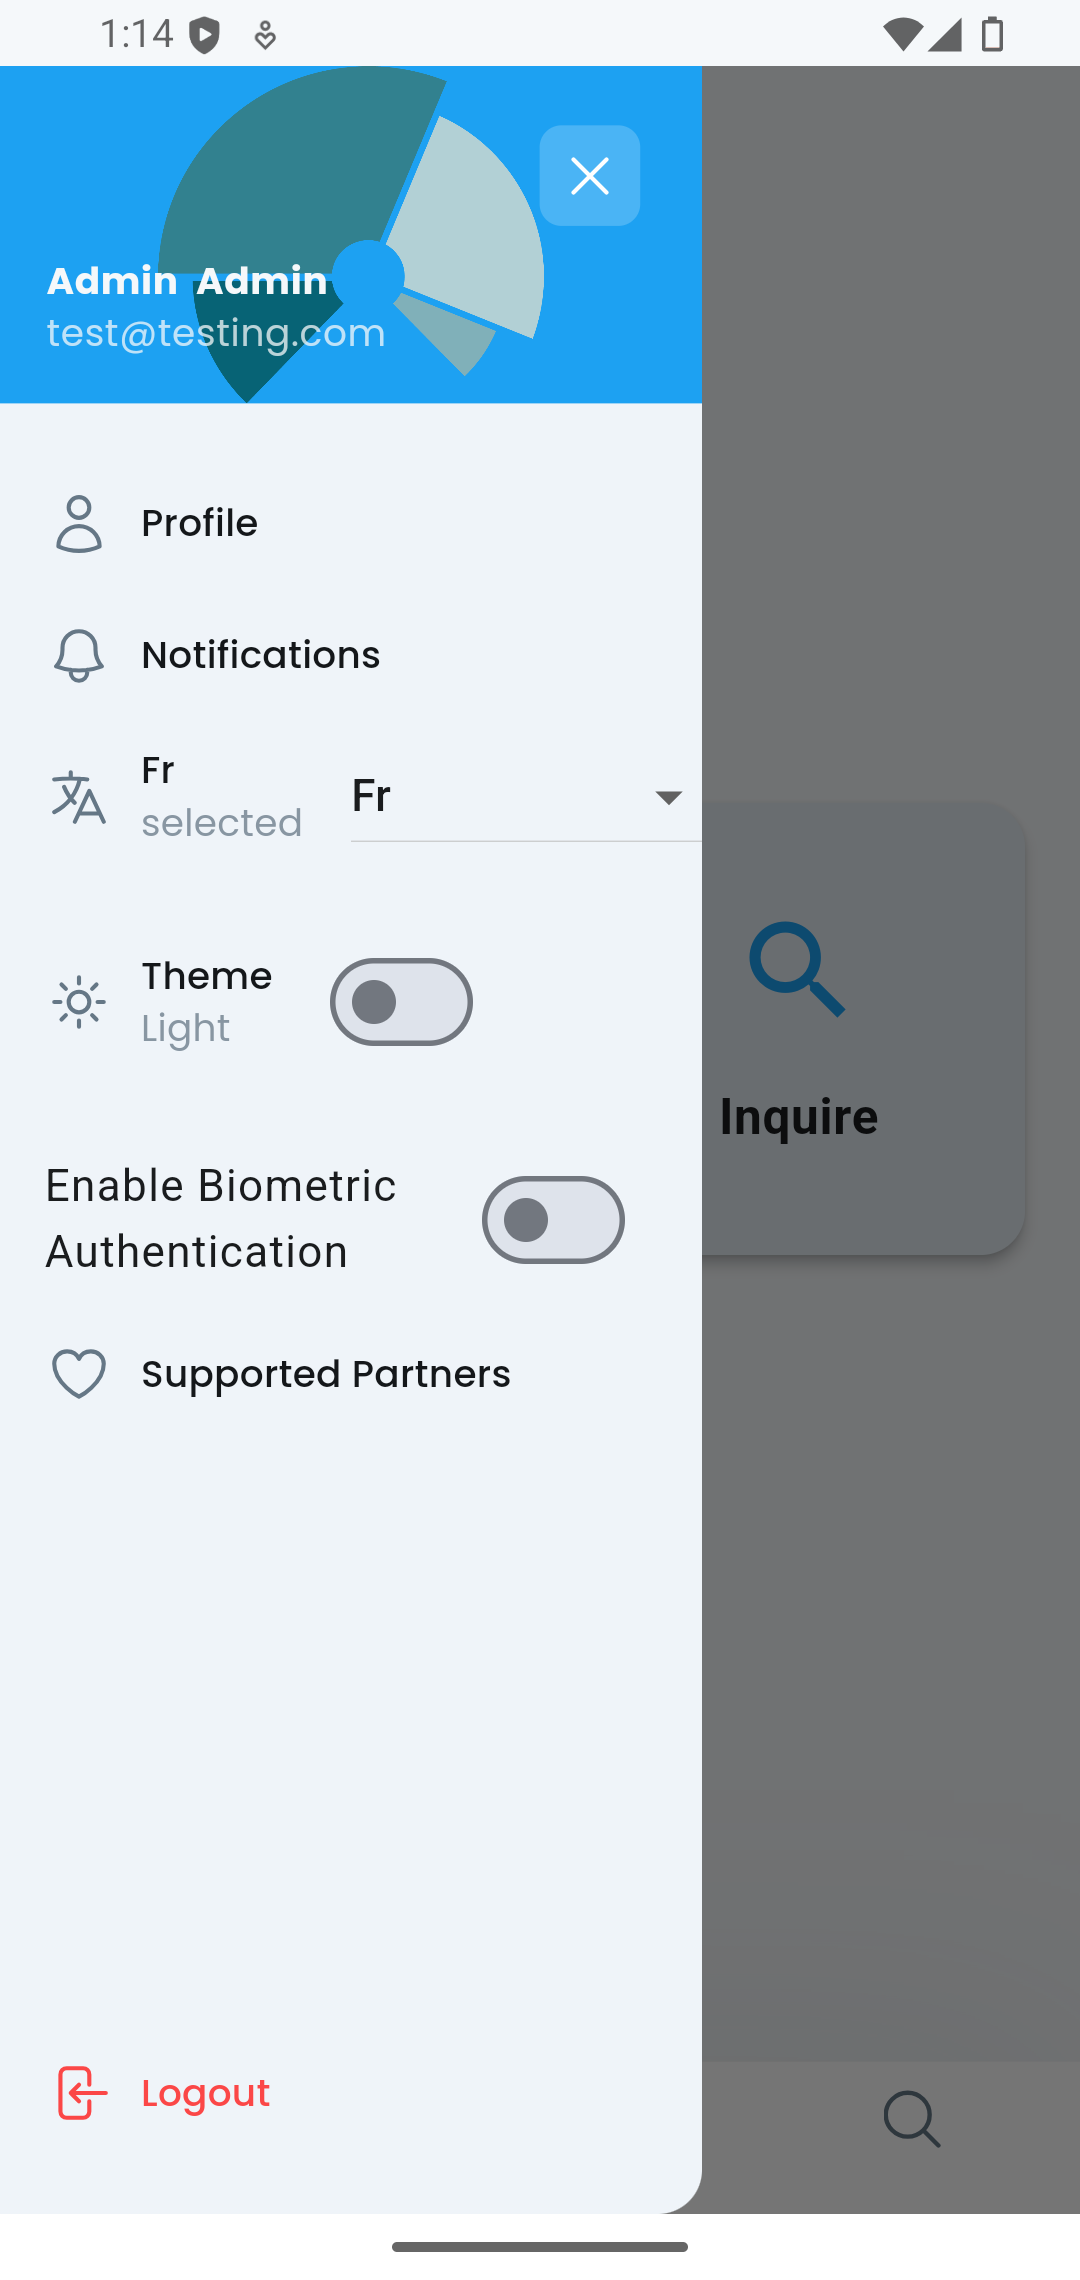 1:14
Admin Admin
test@testing.com
Profile
Notifications
Fr
selected
Fr
Theme
Light
Enable Biometric
Authentication
Supported Partners
Inquire
Logout